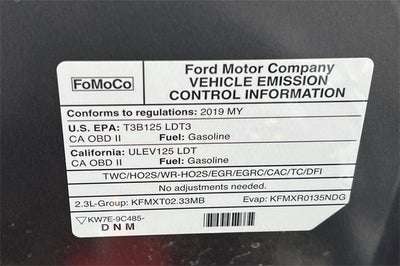 FoMoCo
Ford Motor Company
VEHICLE EMISSION
CONTROL INFORMATION
Conforms to regulations: 2019 MY
U.S. EPA: T3B125 LDT3
CA OBD II Fuel: Gasoline
California: ULEV125 LDT
CA OBD II Fuel: Gasoline
TWC/HO2S/WR-HO2S/EGR/EGRC/CAC/TC/DFI
No adjustments needed.
2.3L-Group: KFMXT02.33MB Evap: KFMXR0135NDG
KW7E-9C485-
DNM